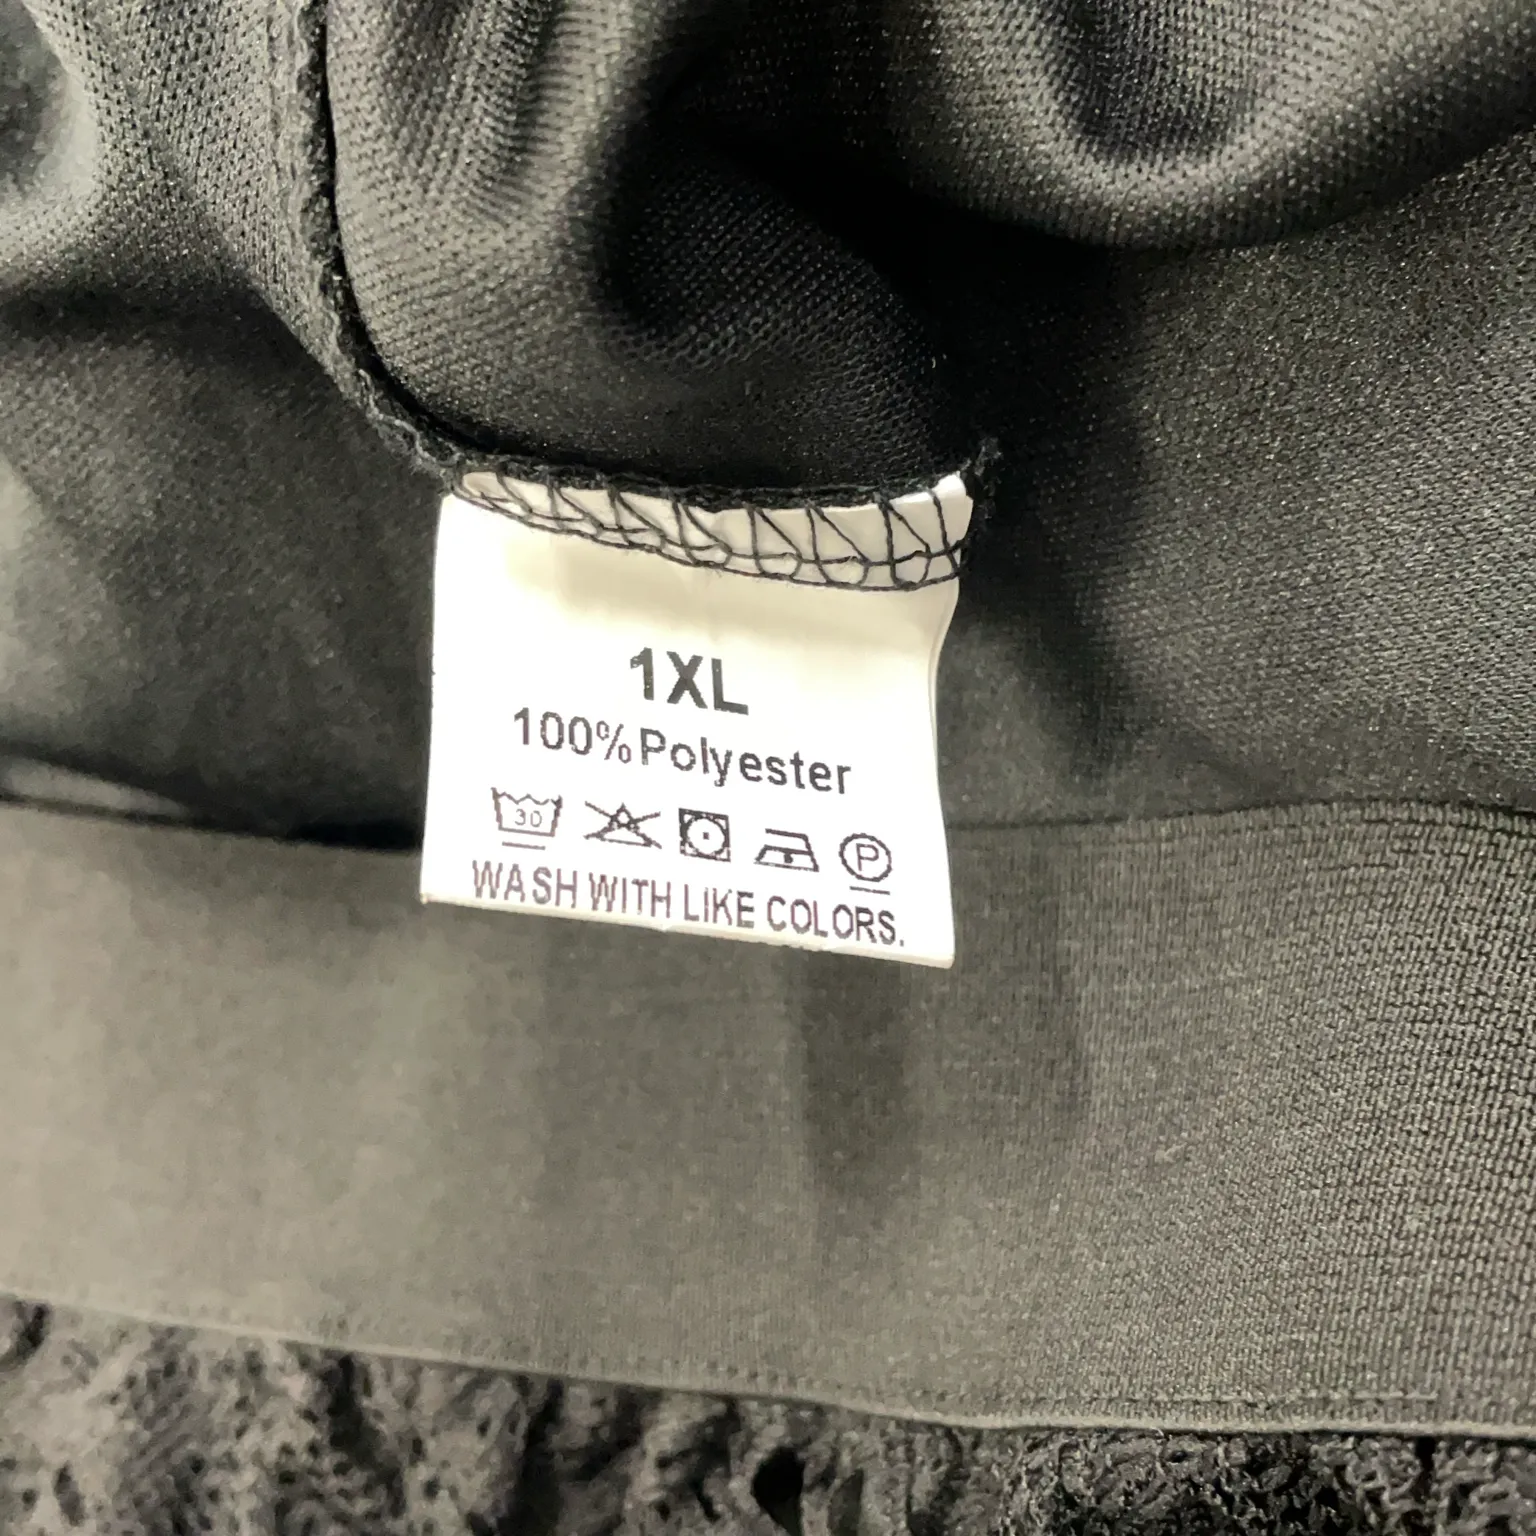 1XL
100%Polyester
30 P
WASH WITH LIKE COLORS.